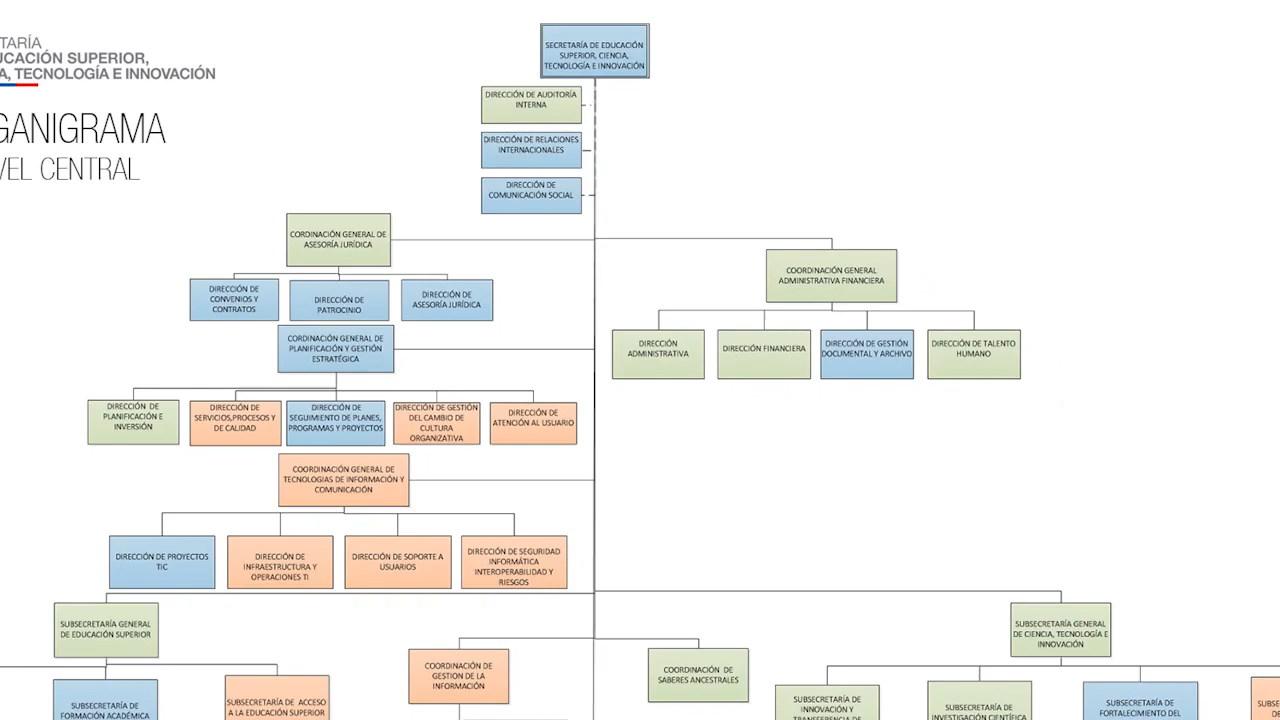 TARÍA
UCACIÓN SUPERIOR,
A, TECNOLOGÍA E INNOVACIÓN
GANIGRAMA
VEL CENTRAL
SECRETARÍA DE EDUCACIÓN
SUPERIOR, CIENCIA,
TECNOLOGÍA E INNOVACIÓN
DIRECCIÓN DE AUDITORÍA
INTERNA
DIRECCIÓN DE RELACIONES
INTERNACIONALES
DIRECCIÓN DE
COMUNICACIÓN SOCIAL
CORDINACIÓN GENERAL DE
ASESORÍA JURÍDICA
COORDINACIÓN GENERAL
ADMINISTRATIVA FINANCIERA
DIRECCIÓN DE
CONVENIOS Y
CONTRATOS
DIRECCIÓN DE
PATROCINIO
DIRECCIÓN DE
ASESORÍA JURÍDICA
CORDINACIÓN GENERAL DE
PLANIFICACIÓN Y GESTIÓN
ESTRATÉGICA
DIRECCIÓN
ADMINISTRATIVA
DIRECCIÓN FINANCIERA
DIRECCIÓN DE GESTIÓN
DOCUMENTAL Y ARCHIVO
DIRECCIÓN DE TALENTO
HUMANO
DIRECCIÓN DE
PLANIFICACIÓN E
INVERSIÓN
DIRECCIÓN DE
SERVICIOS,PROCESOS Y
DE CALIDAD
DIRECCIÓN DE
SEGUIMIENTO DE PLANES,
PROGRAMAS Y PROYECTOS
DIRECCIÓN DE GESTIÓN
DEL CAMBIO DE
CULTURA
ORGANIZATIVA
DIRECCIÓN DE
ATENCIÓN AL USUARIO
COORDINACIÓN GENERAL DE
TECNOLOGIAS DE INFORMACIÓN Y
COMUNICACIÓN
DIRECCIÓN DE PROYECTOS
TIC
DIRECCIÓN DE
INFRAESTRUCTURA Y
OPERACIONES TI
DIRECCIÓN DE SOPORTE A
USUARIOS
DIRECCIÓN DE SEGURIDAD
INFORMÁTICA
INTEROPERABILIDAD Y
RIESGOS
SUBSECRETARÍA GENERAL
DE EDUCACIÓN SUPERIOR
SUBSECRETARÍA GENERAL
DE CIENCIA, TECNOLOGÍA E
INNOVACIÓN
COORDINACIÓN DE
GESTION DE LA
INFORMACIÓN
COORDINACIÓN DE
SABERES ANCESTRALES
SUBSECRETARÍA DE
FORMACIÓN ACADÉMICA
SUBSECRETARÍA DE ACCESO
A LA EDUCACIÓN SUPERIOR
SUBSECRETARÍA DE
INNOVACIÓN Y
TRANSFERENCIA DE
SUBSECRETARÍA DE
INVESTIGACIÓN CIENTÍFICA
SUBSECRETARÍA DE
FORTALECIMIENTO DEL
SUBSE
DE